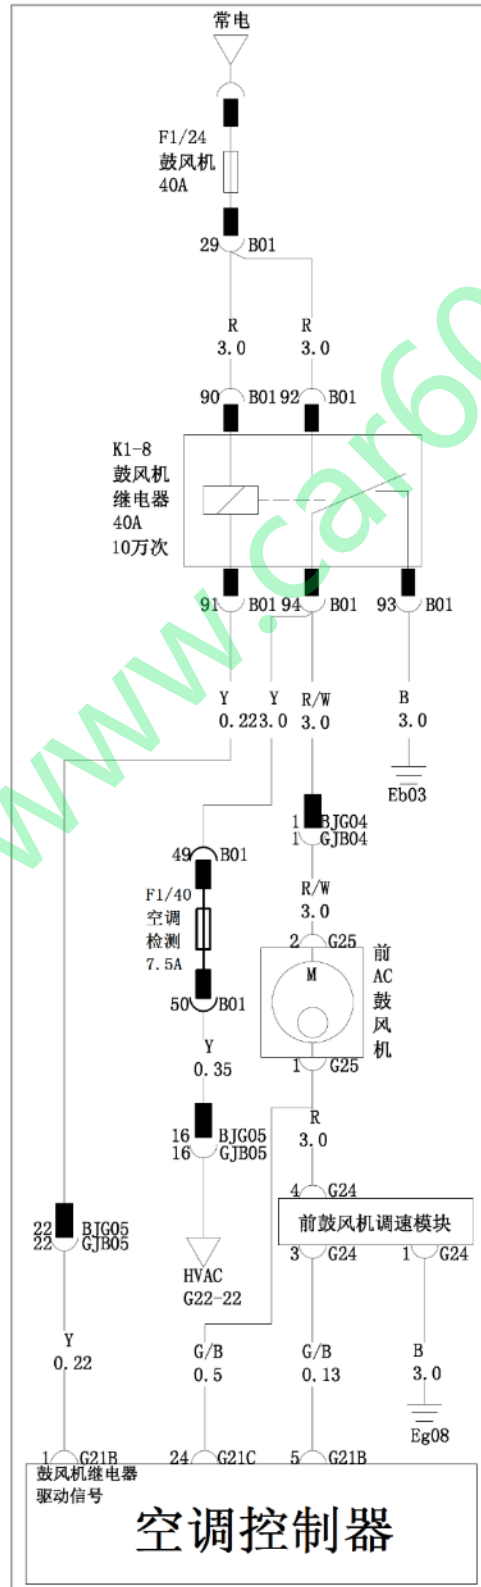 常电
F1/24
鼓风机
40A
29 B01
R R
3.0 3.0
90 B01 92 B01
K1-8
鼓风机
继电器
40A
10万次
91 B01 94 B01 93 B01
Y Y R/W B
0.22 3.0 3.0 3.0
Eb03
1 BJG04
1 GJB04
49 B01
F1/40
空调
检测
7.5A
R/W
3.0
2 G25
前
AC
鼓
风
机
M
50 B01
Y
0.35
1 G25
R
3.0
16 BJG05
16 GJB05
4 G24
前鼓风机调速模块
22 BJG05
22 GJB05
3 G24 1 G24
HVAC
G22-22
Y G/B G/B B
0.22 0.5 0.13 3.0
Eg08
1 G21B 24 G21C 5 G21B
鼓风机继电器
驱动信号
空调控制器
www.car60